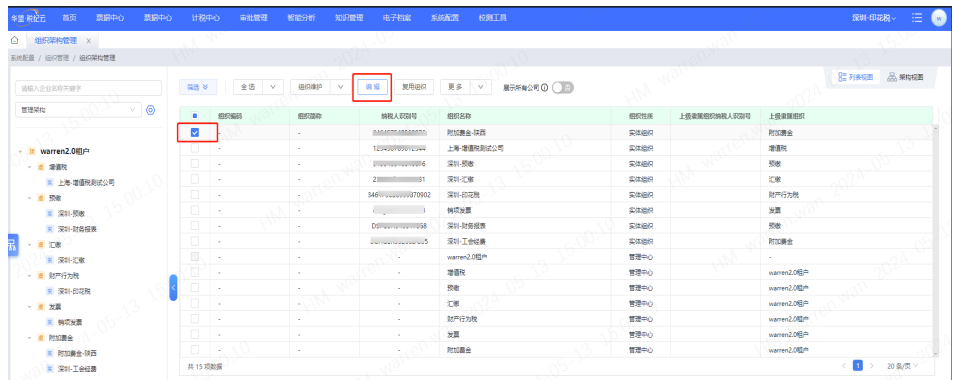 华盟·税纪云 首页 票据中心 票据中心 计税中心 审批管理 智能分析 知识管理 电子档案 系统配置 校测工具 深圳-印花税
组织架构管理 ×
系统配置 / 组织管理 / 组织架构管理
请输入企业名称关键字
管理架构
筛选 全选 组织维护 编辑 复用组织 更多 展示所有公司 否 列表视图 架构视图
组织编码 组织简称 纳税人识别号 组织名称 组织性质 上级隶属组织纳税人识别号 上级隶属组织
- - 附加基金-陕西 实体组织 - 附加基金
- - 上海-增值税测试公司 实体组织 - 增值税
- - 深圳-预缴 实体组织 - 预缴
- - 深圳-汇缴 实体组织 - 汇缴
- - 深圳-印花税 实体组织 - 财产行为税
- - 销项发票 实体组织 - 发票
- - 深圳-财务报表 实体组织 - 预缴
- - 深圳-工会经费 实体组织 - 附加基金
- - - warren2.0租户 管理中心 - -
- - - 增值税 管理中心 - warren2.0租户
- - - 预缴 管理中心 - warren2.0租户
- - - 汇缴 管理中心 - warren2.0租户
- - - 财产行为税 管理中心 - warren2.0租户
- - - 发票 管理中心 - warren2.0租户
- - - 附加基金 管理中心 - warren2.0租户
warren2.0租户
增值税
上海-增值税测试公司
预缴
深圳-预缴
深圳-财务报表
汇缴
深圳-汇缴
财产行为税
深圳-印花税
发票
销项发票
附加基金
附加基金-陕西
深圳-工会经费
共 15 项数据 < 1 > 20 条/页